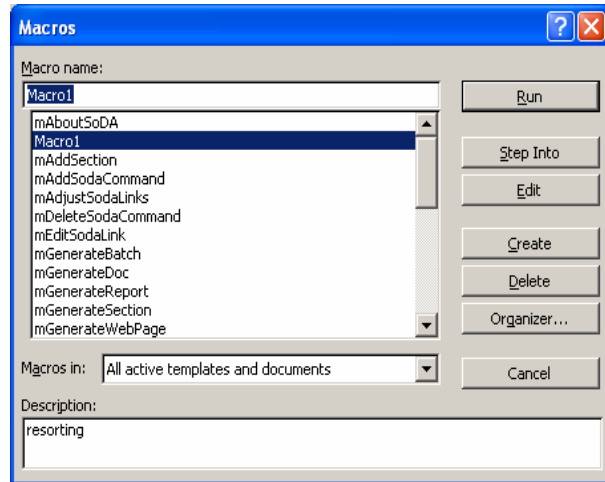 Macros
Macro name:
Macro1
Run
mAboutSoDA
Macro1
mAddSection
mAddSodaCommand
mAdjustSodaLinks
mDeleteSodaCommand
mEditSodaLink
mGenerateBatch
mGenerateDoc
mGenerateReport
mGenerateSection
mGenerateWebPage
Step Into
Edit
Create
Delete
Organizer...
Macros in: All active templates and documents
Cancel
Description:
resorting